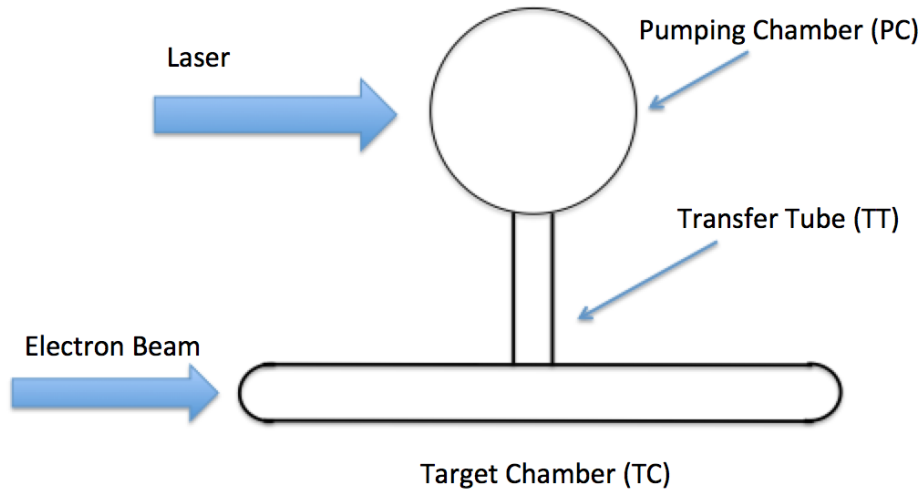 Pumping Chamber (PC)
Laser
Transfer Tube (TT)
Electron Beam
Target Chamber (TC)